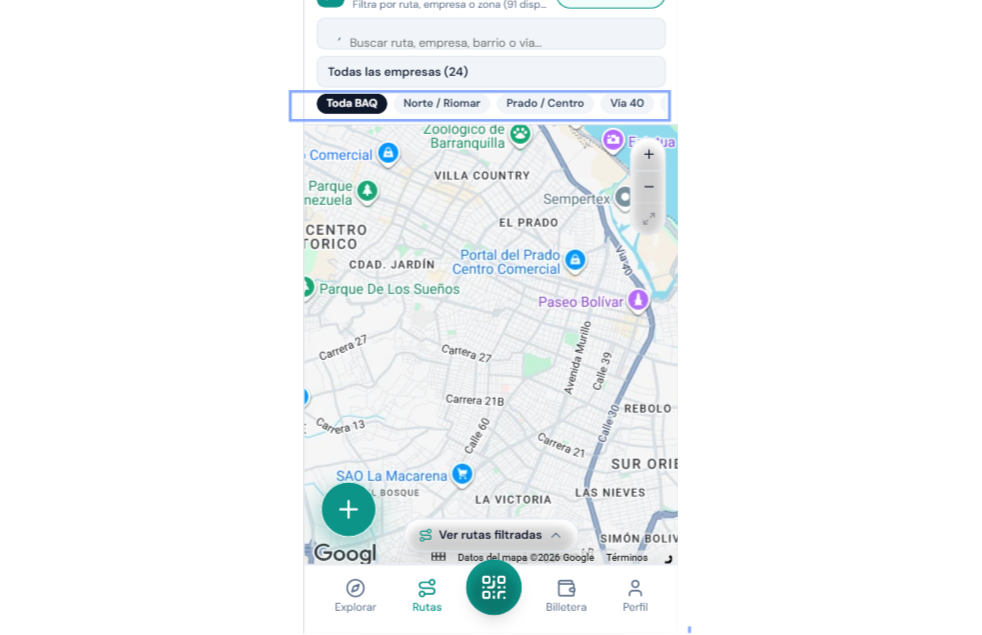 Filtra por ruta, empresa o zona (91 disp...
Buscar ruta, empresa, barrio o vía...
Todas las empresas (24)
Toda BAQ
Norte / Riomar
Prado / Centro
Vía 40
Zoológico de
Barranquilla
Comercial
VILLA COUNTRY
Parque
nezuela
Sempertex
+
−
EL PRADO
CENTRO
TORICO
Portal del Prado
Centro Comercial
CDAD. JARDÍN
Vía 40
Parque De Los Sueños
Paseo Bolívar
Carrera 27
Carrera 27
Avenida Murillo
Calle 39
Carrera 21B
REBOLO
Carrera 13
Calle 60
Calle 30
Carrera 21
SUR ORIE
SAO La Macarena
L BOSQUE
LA VICTORIA
LAS NIEVES
+
Ver rutas filtradas
SIMÓN BOLIV
Googl
Datos del mapa ©2026 Google
Términos
Explorar
Rutas
Billetera
Perfil